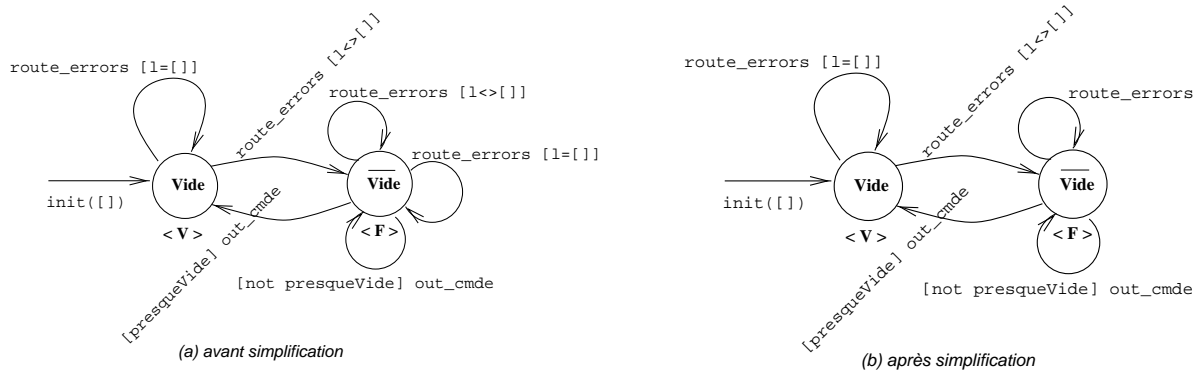 route_errors [l=[]]
route_errors [l<>[]]
route_errors [l<>[]]
route_errors [l=[]]
init([])
Vide
Vide
< V >
< F >
[presqueVide] out_cmde
[not presqueVide] out_cmde
(a) avant simplification
route_errors [l=[]]
route_errors [l<>[]]
route_errors
init([])
Vide
Vide
< V >
< F >
[presqueVide] out_cmde
[not presqueVide] out_cmde
(b) après simplification